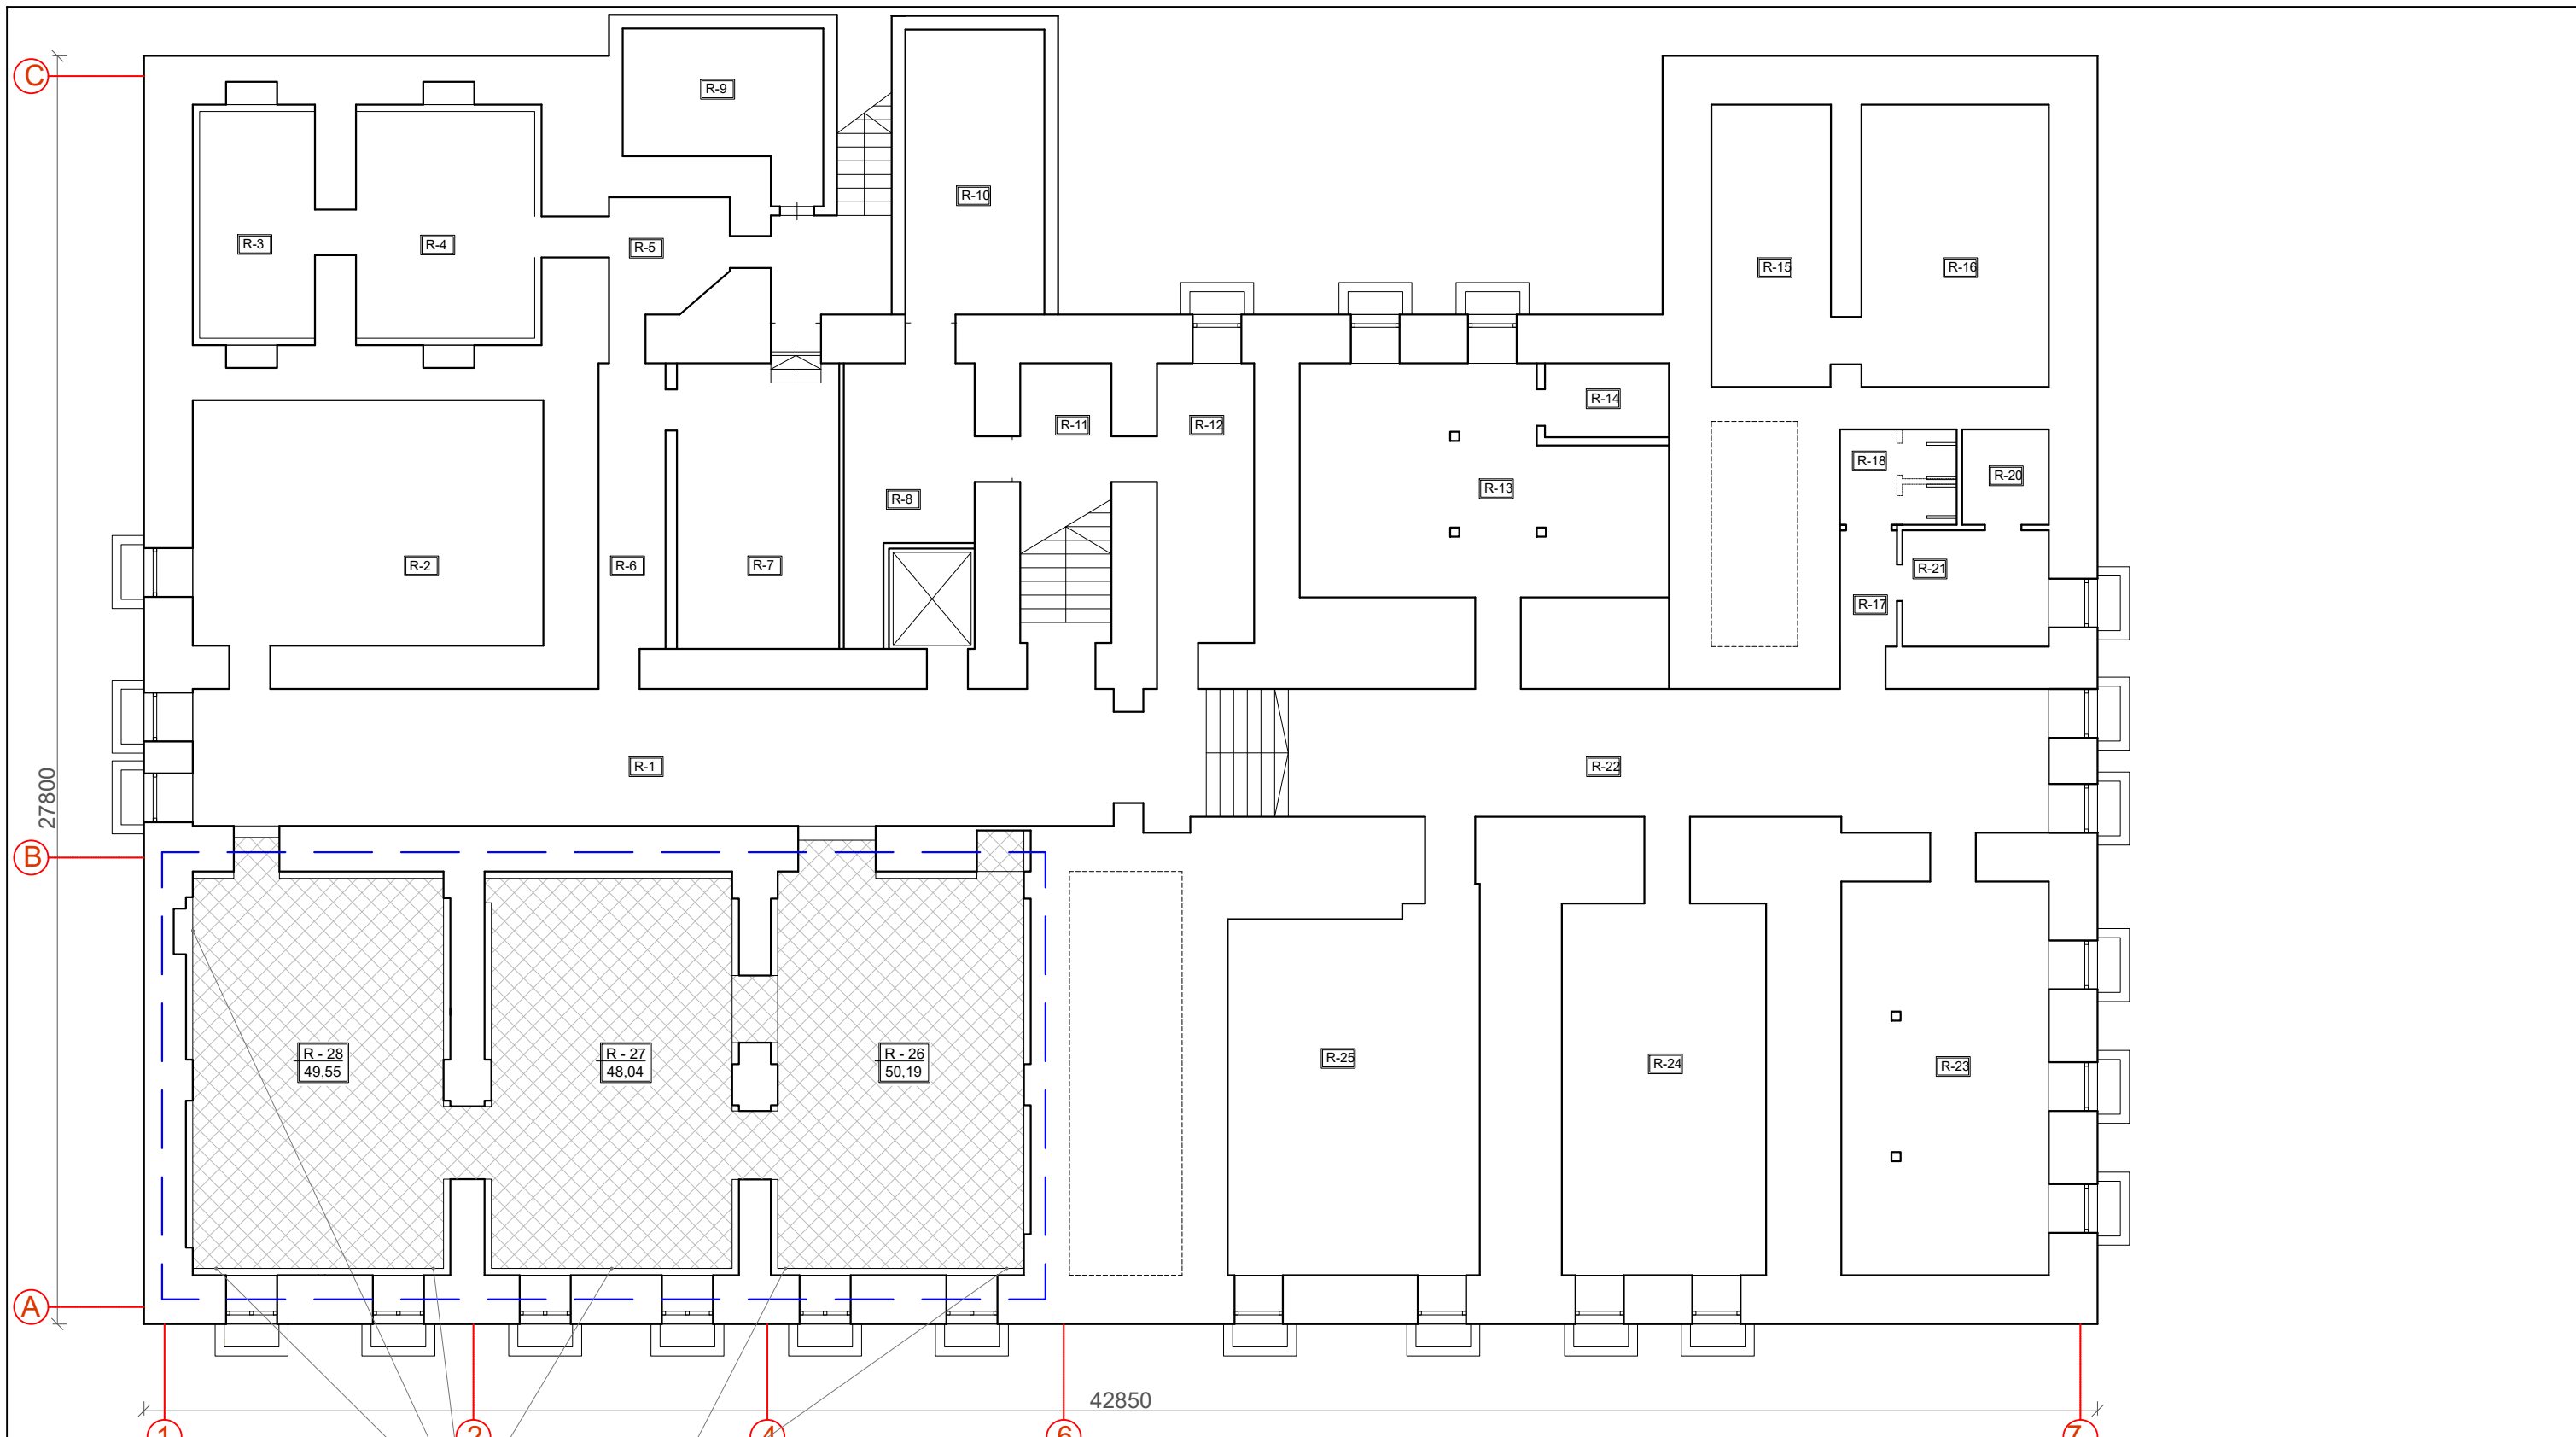 C
R-9
R-10
R-3
R-4
R-5
R-15
R-16
R-14
R-11
R-12
R-18
R-20
R-13
R-8
R-2
R-6
R-7
R-21
R-17
R-1
R-22
27800
B
R - 28
49,55
R - 27
48,04
R - 26
50,19
R-25
R-24
R-23
A
42850
1
2
4
6
7